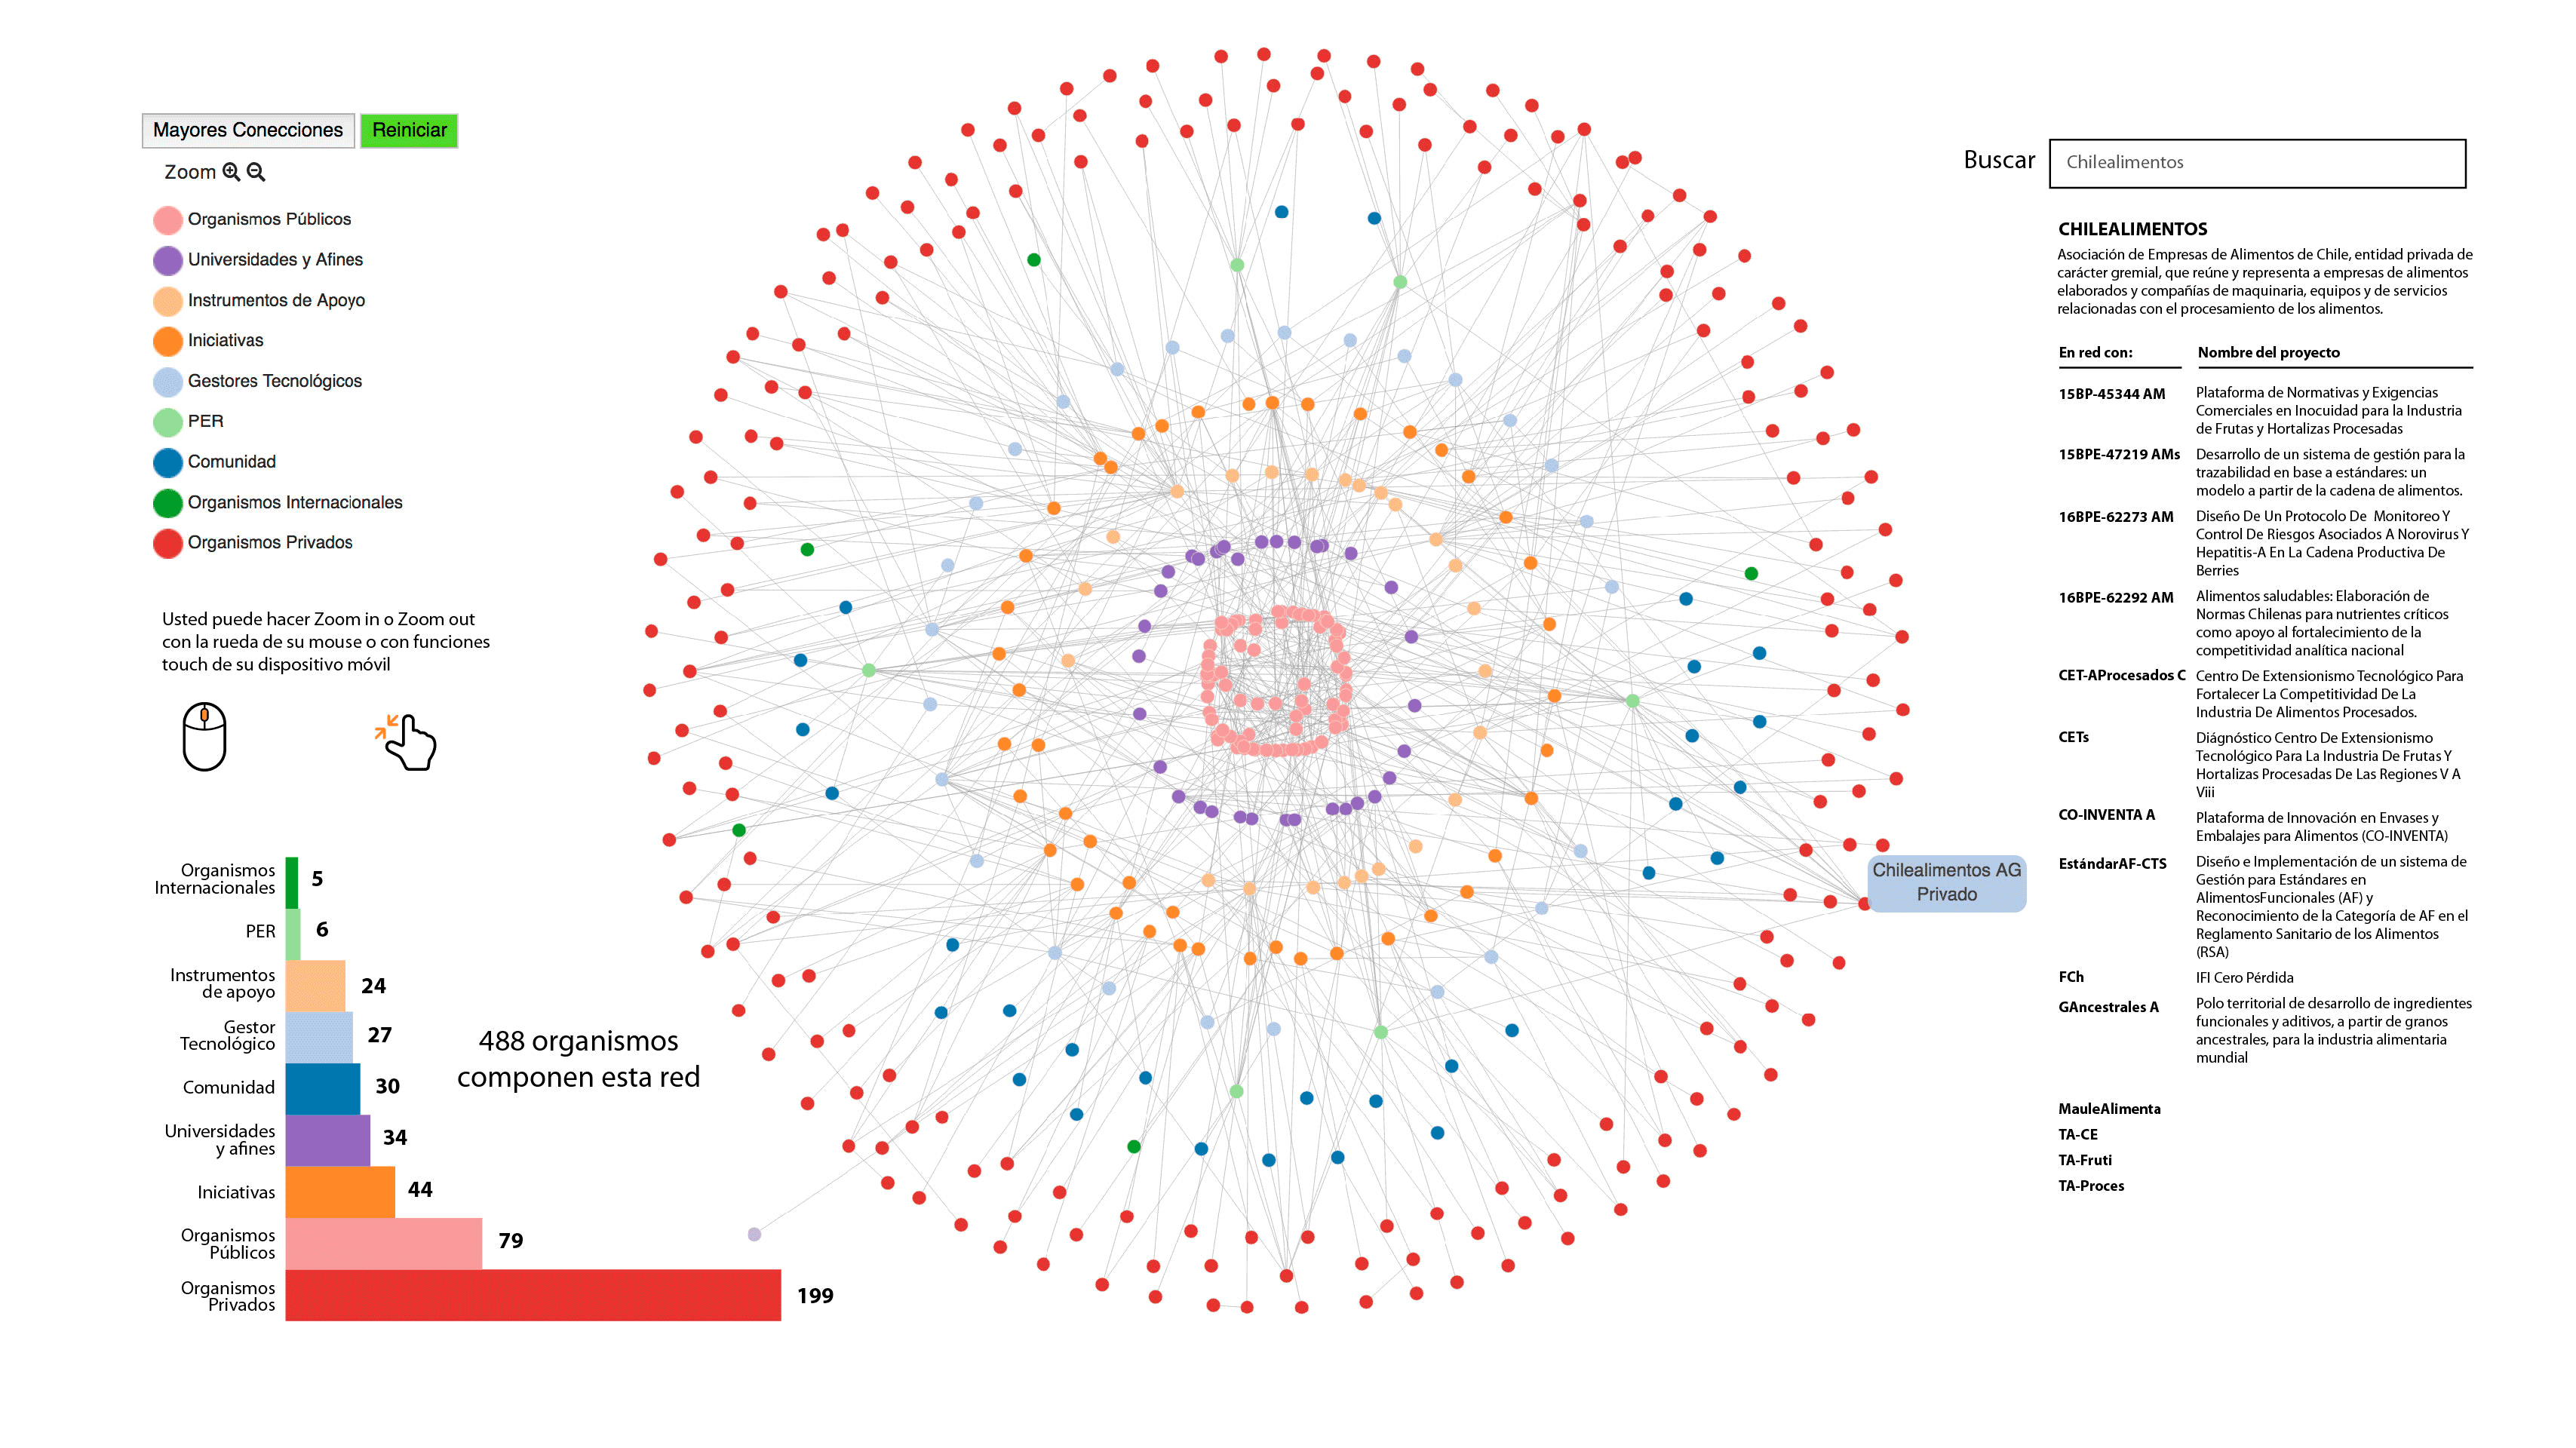 Mayores Conecciones
Reiniciar
Zoom
Organismos Públicos
Universidades y Afines
Instrumentos de Apoyo
Iniciativas
Gestores Tecnológicos
PER
Comunidad
Organismos Internacionales
Organismos Privados
Usted puede hacer Zoom in o Zoom out
con la rueda de su mouse o con funciones
touch de su dispositivo móvil
Organismos
Internacionales
5
PER
6
Instrumentos
de apoyo
24
Gestor
Tecnológico
27
Comunidad
30
Universidades
y afines
34
Iniciativas
44
Organismos
Públicos
79
Organismos
Privados
199
488 organismos
componen esta red
Chilealimentos AG
Privado
Buscar
Chilealimentos
CHILEALIMENTOS
Asociación de Empresas de Alimentos de Chile, entidad privada de
carácter gremial, que reúne y representa a empresas de alimentos
elaborados y compañías de maquinaria, equipos y de servicios
relacionadas con el procesamiento de los alimentos.
En red con:
Nombre del proyecto
15BP-45344 AM
Plataforma de Normativas y Exigencias
Comerciales en Inocuidad para la Industria
de Frutas y Hortalizas Procesadas
15BPE-47219 AMs
Desarrollo de un sistema de gestión para la
trazabilidad en base a estándares: un
modelo a partir de la cadena de alimentos.
16BPE-62273 AM
Diseño De Un Protocolo De Monitoreo Y
Control De Riesgos Asociados A Norovirus Y
Hepatitis-A En La Cadena Productiva De
Berries
16BPE-62292 AM
Alimentos saludables: Elaboración de
Normas Chilenas para nutrientes críticos
como apoyo al fortalecimiento de la
competitividad analítica nacional
CET-AProcesados C
Centro De Extensionismo Tecnológico Para
Fortalecer La Competitividad De La
Industria De Alimentos Procesados.
CETs
Diágnóstico Centro De Extensionismo
Tecnológico Para La Industria De Frutas Y
Hortalizas Procesadas De Las Regiones V A
Viii
CO-INVENTA A
Plataforma de Innovación en Envases y
Embalajes para Alimentos (CO-INVENTA)
EstándarAF-CTS
Diseño e Implementación de un sistema de
Gestión para Estándares en
AlimentosFuncionales (AF) y
Reconocimiento de la Categoría de AF en el
Reglamento Sanitario de los Alimentos
(RSA)
FCh
IFI Cero Pérdida
GAncestrales A
Polo territorial de desarrollo de ingredientes
funcionales y aditivos, a partir de granos
ancestrales, para la industria alimentaria
mundial
MauleAlimenta
TA-CE
TA-Fruti
TA-Proces